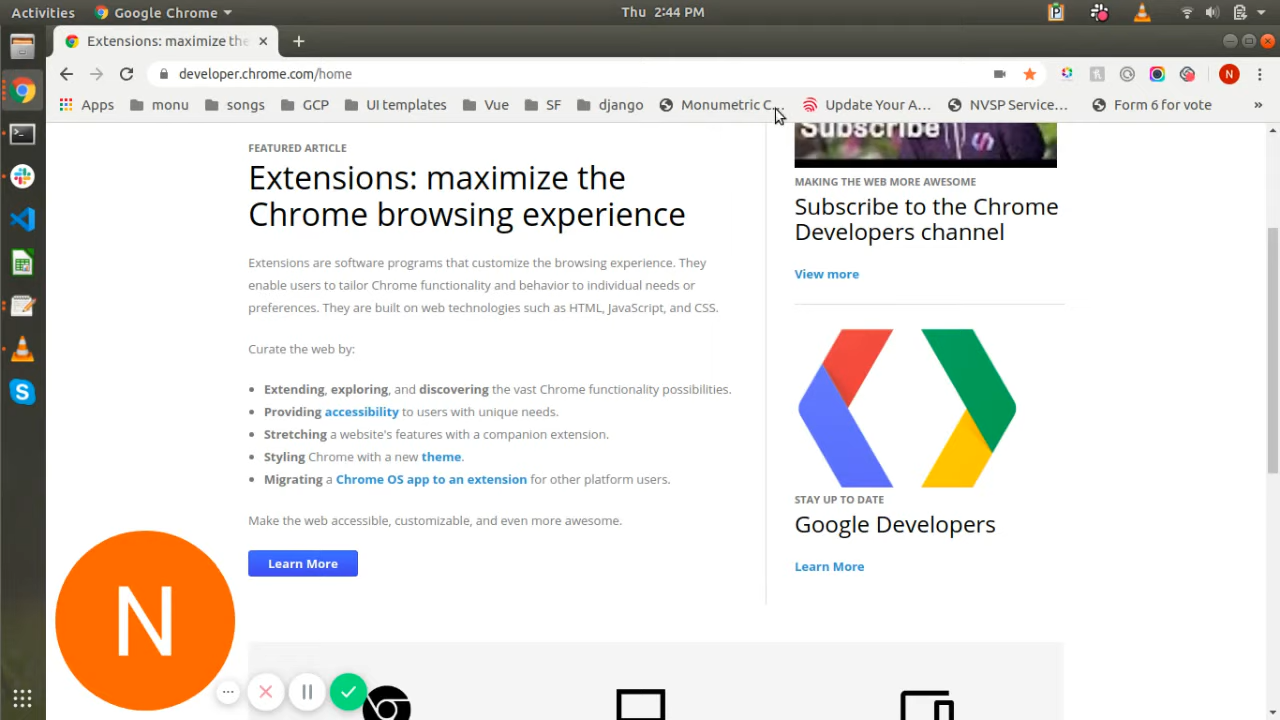 Activities
Google Chrome
Thu 2:44 PM
Extensions: maximize the
developer.chrome.com/home
N
Apps
monu
songs
GCP
UI templates
Vue
SF
django
Monumetric C...
Update Your A...
NVSP Service...
Form 6 for vote
»
FEATURED ARTICLE
Extensions: maximize the
Chrome browsing experience
Extensions are software programs that customize the browsing experience. They
enable users to tailor Chrome functionality and behavior to individual needs or
preferences. They are built on web technologies such as HTML, JavaScript, and CSS.
Curate the web by:
Extending, exploring, and discovering the vast Chrome functionality possibilities.
Providing accessibility to users with unique needs.
Stretching a website's features with a companion extension.
Styling Chrome with a new theme.
Migrating a Chrome OS app to an extension for other platform users.
Make the web accessible, customizable, and even more awesome.
Learn More
Subscribe
MAKING THE WEB MORE AWESOME
Subscribe to the Chrome
Developers channel
View more
STAY UP TO DATE
Google Developers
Learn More
N